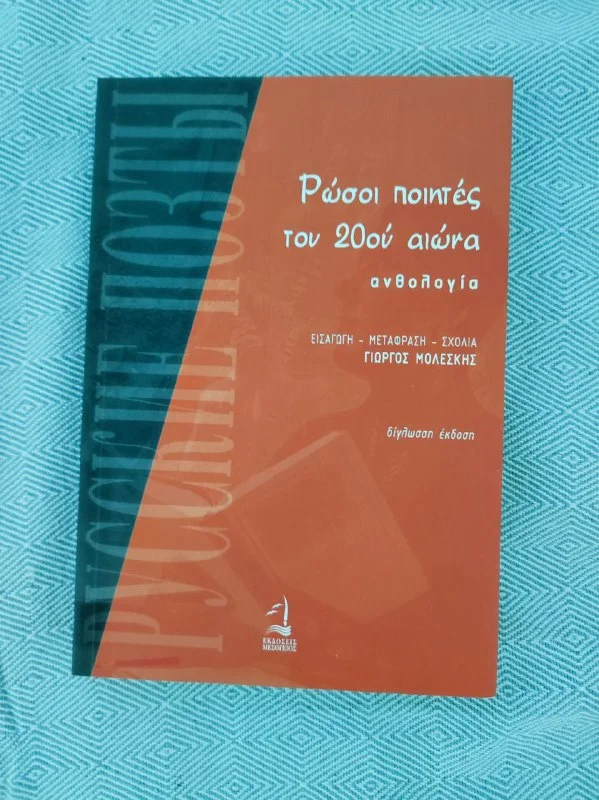 РУССКИЕ ПОЭТЫ
Ρώσοι ποιητές
του 20ού αιώνα
ανθολογία
ΕΙΣΑΓΩΓΗ – ΜΕΤΑΦΡΑΣΗ – ΣΧΟΛΙΑ
ΓΙΩΡΓΟΣ ΜΟΛΕΣΚΗΣ
δίγλωσση έκδοση
ΕΚΔΟΣΕΙΣ
ΜΕΣΟΓΕΙΟΣ